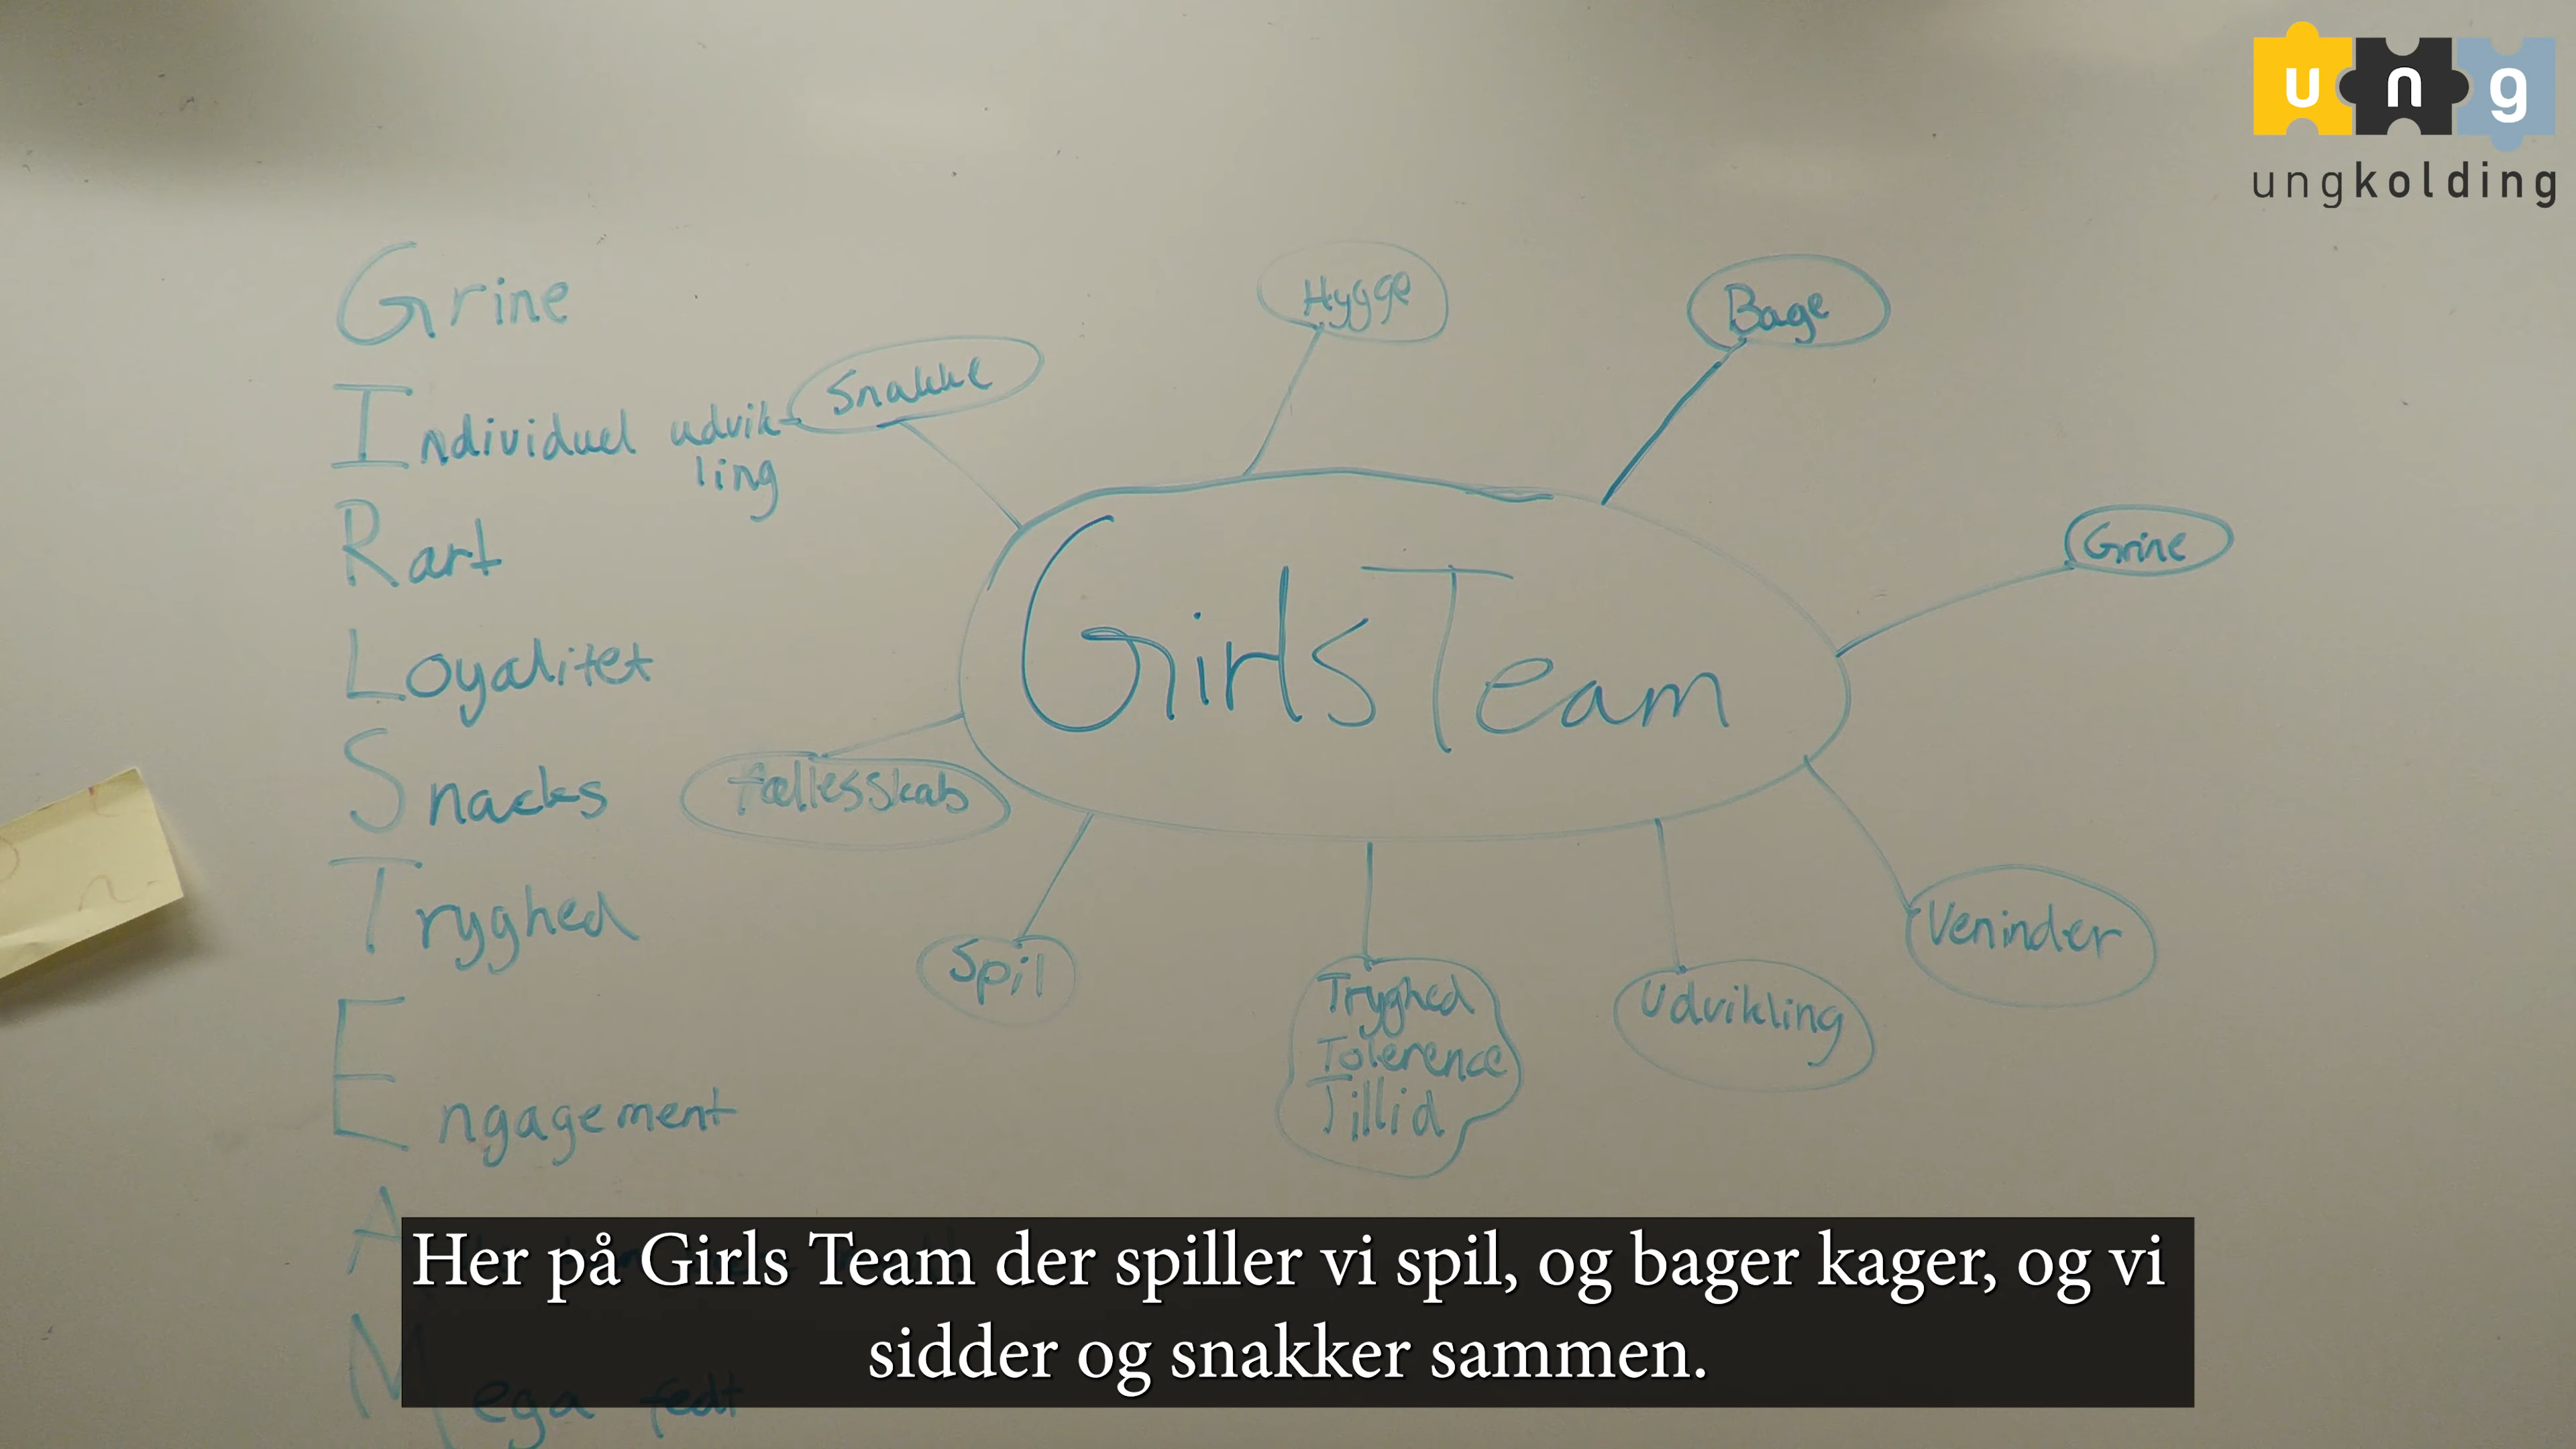 ung
ungkolding
Grine
Individuel udvik-
ling
Rart
Loyalitet
Snacks
Tryghed
Engagement
A
Mega fedt
Snakke
Hygge
Bage
Grine
Girls Team
fællesskab
Spil
Tryghed
Tolerence
Tillid
Udvikling
Veninder
Her på Girls Team der spiller vi spil, og bager kager, og vi
sidder og snakker sammen.